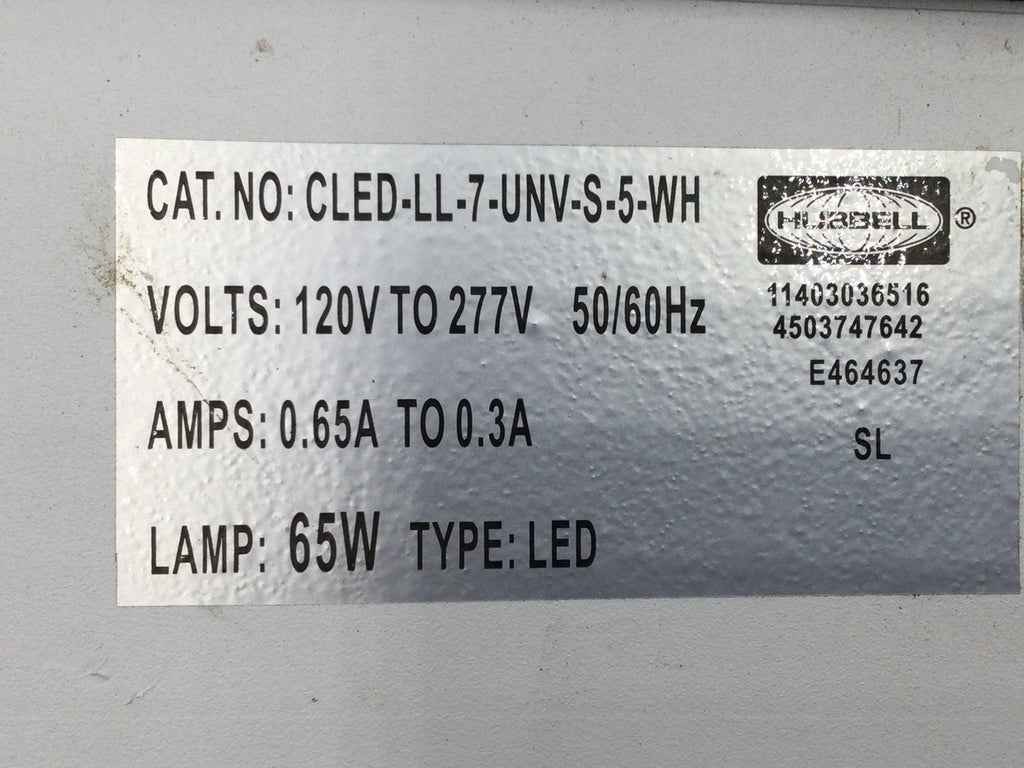 CAT. NO: CLED-LL-7-UNV-S-5-WH
HUBBELL®
VOLTS: 120V TO 277V 50/60Hz
11403036516
4503747642
E464637
AMPS: 0.65A TO 0.3A
SL
LAMP: 65W TYPE: LED